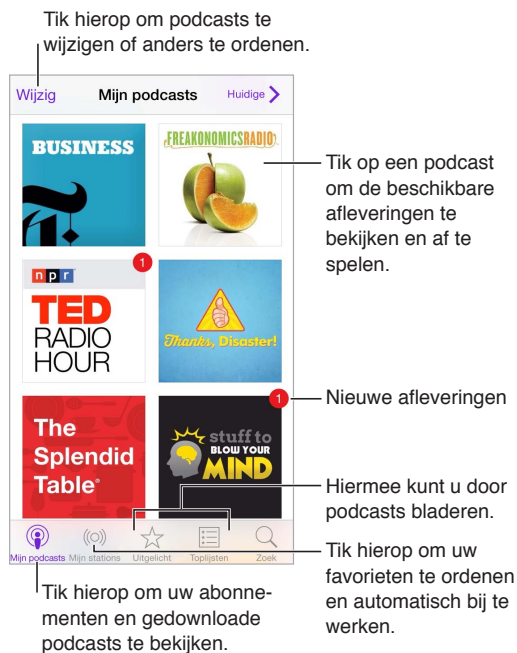 Tik hierop om podcasts te
wijzigen of anders te ordenen.
Wijzig
Mijn podcasts
Huidige
BUSINESS
FREAKONOMICSRADIO
Tik op een podcast
om de beschikbare
afleveringen te
bekijken en af te
spelen.
npr
1
TED
RADIO
HOUR
Thanks, Disaster!
Nieuwe afleveringen
1
The
Splendid
Table®
stuff to
BLOW YOUR
MIND
Hiermee kunt u door
podcasts bladeren.
Mijn podcasts
Mijn stations
Uitgelicht
Toplijsten
Zoek
Tik hierop om uw
favorieten te ordenen
en automatisch bij te
werken.
Tik hierop om uw abonne-
menten en gedownloade
podcasts te bekijken.